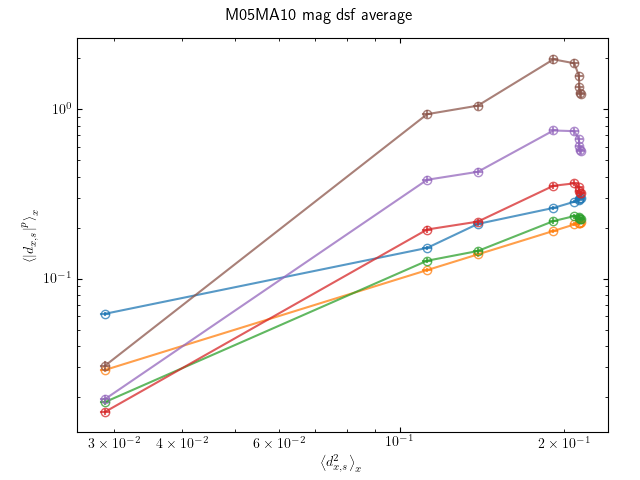 M05MA10 mag dsf average
10^0
⟨|d_{x,s}|^p⟩_x
10^{-1}
3 × 10^{-2} 4 × 10^{-2} 6 × 10^{-2} 10^{-1} 2 × 10^{-1}
⟨d_{x,s}^2⟩_x